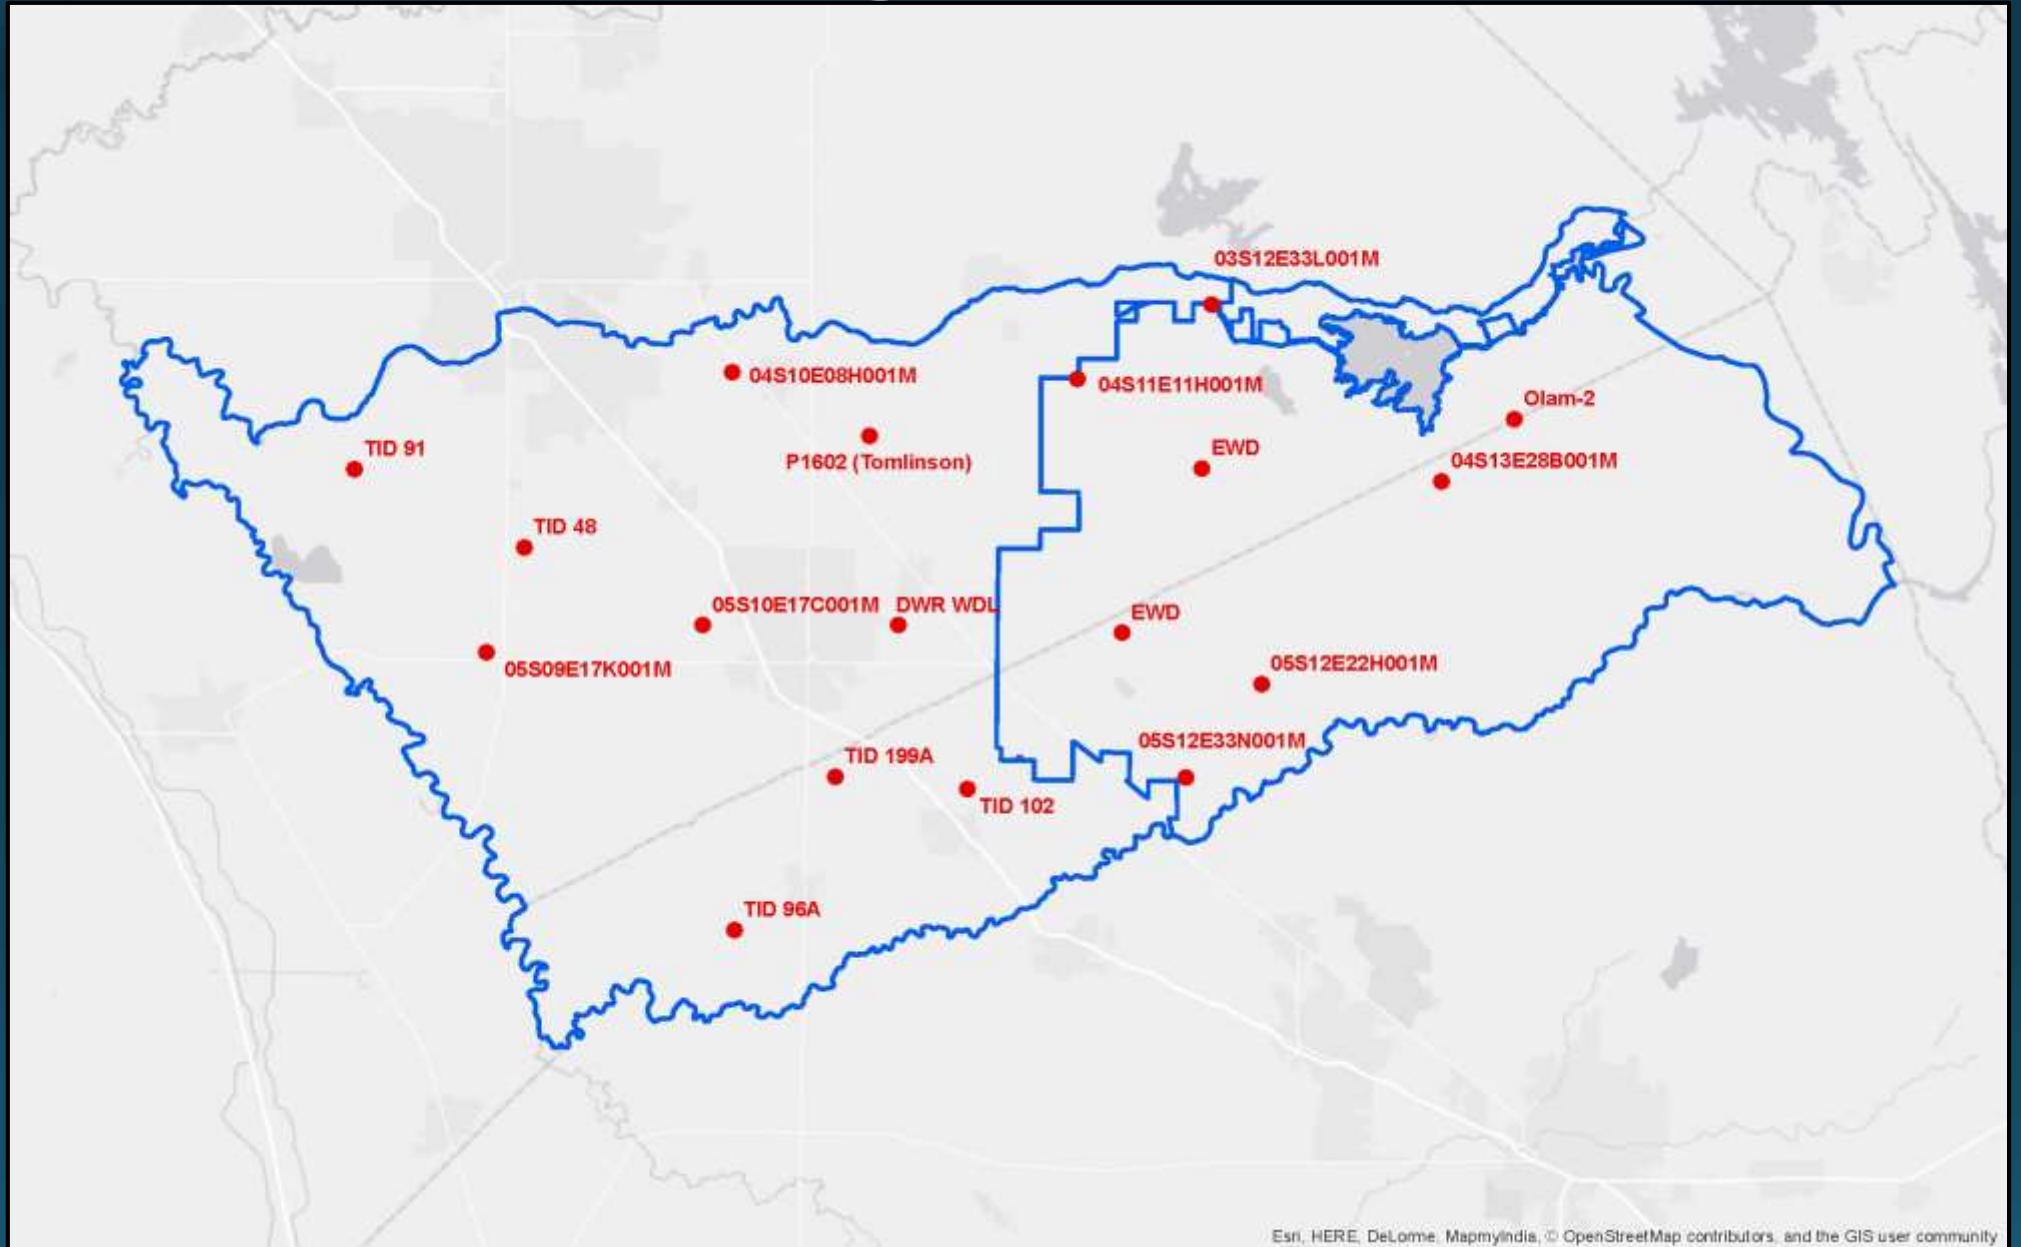 03S12E33L001M
04S10E08H001M
04S11E11H001M
Olam-2
TID 91
P1602 (Tomlinson)
EWD
04S13E28B001M
TID 48
05S10E17C001M
DWR WDL
EWD
05S09E17K001M
05S12E22H001M
05S12E33N001M
TID 199A
TID 102
TID 96A
Esri, HERE, DeLorme, MapmyIndia, © OpenStreetMap contributors, and the GIS user community